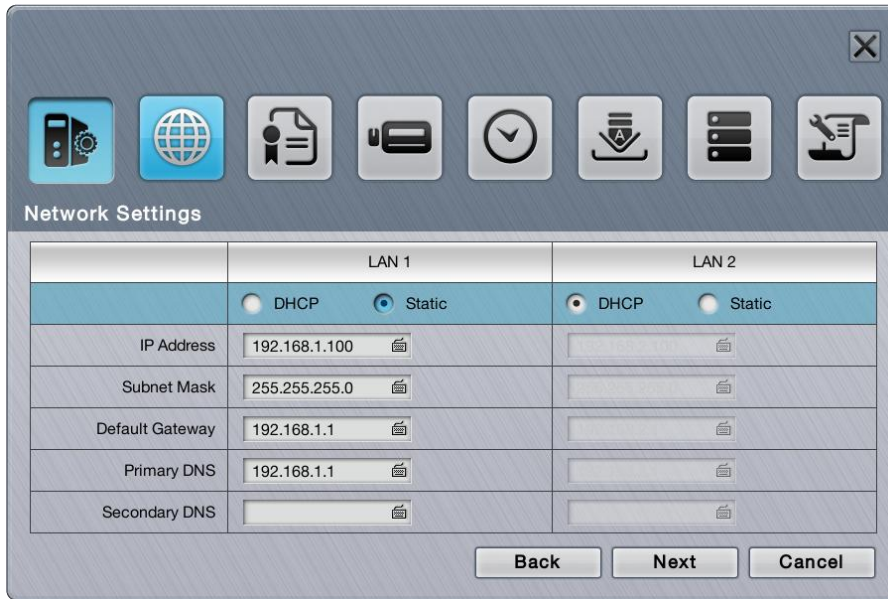 Network Settings
LAN 1 LAN 2
DHCP Static DHCP Static
IP Address 192.168.1.100
Subnet Mask 255.255.255.0
Default Gateway 192.168.1.1
Primary DNS 192.168.1.1
Secondary DNS
Back Next Cancel